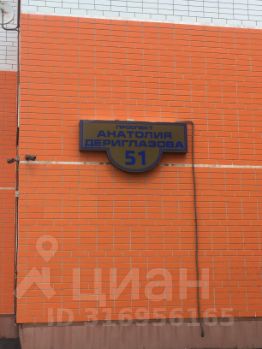 ПРОСПЕКТ
АНАТОЛИЯ
ДЕРИГЛАЗОВА
51
ЦИАН
ID 316956165